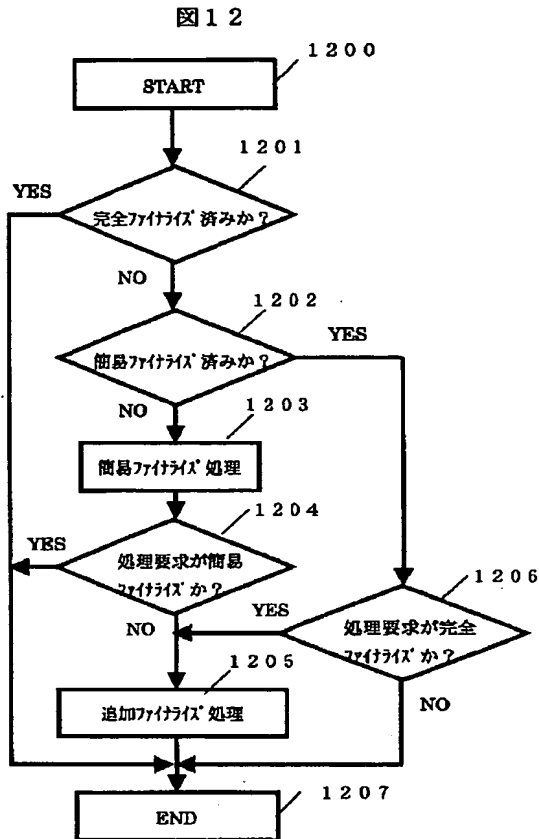 図12
1200
START
1201
YES
完全ﾌｧｲﾅﾗｲｽﾞ済みか?
NO
1202
YES
簡易ﾌｧｲﾅﾗｲｽﾞ済みか?
NO
1203
簡易ﾌｧｲﾅﾗｲｽﾞ処理
1204
YES
処理要求が簡易
ﾌｧｲﾅﾗｲｽﾞか?
NO
1206
YES
処理要求が完全
ﾌｧｲﾅﾗｲｽﾞか?
NO
1205
追加ﾌｧｲﾅﾗｲｽﾞ処理
1207
END